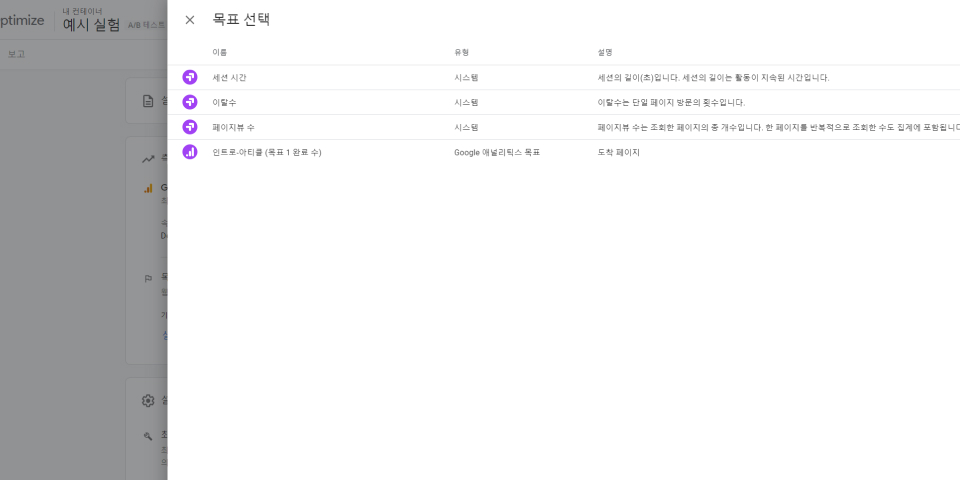 내 컨테이너
ptimize
예시 실험
A/B 테스트
보고
목표 선택
이름 유형 설명
세션 시간 시스템 세션의 길이(초)입니다. 세션의 길이는 활동이 지속된 시간입니다.
이탈수 시스템 이탈수는 단일 페이지 방문의 횟수입니다.
페이지뷰 수 시스템 페이지뷰 수는 조회한 페이지의 총 개수입니다. 한 페이지를 반복적으로 조회한 수도 집계에 포함됩니다
인트로-아티클 (목표 1 완료 수) Google 애널리틱스 목표 도착 페이지